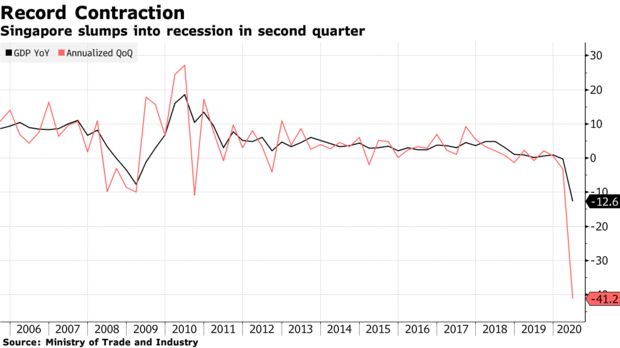 Record Contraction
Singapore slumps into recession in second quarter
GDP YoY Annualized QoQ
30
20
10
0
-10
-12.6
-20
-30
-41.2
2006 2007 2008 2009 2010 2011 2012 2013 2014 2015 2016 2017 2018 2019 2020
Source: Ministry of Trade and Industry